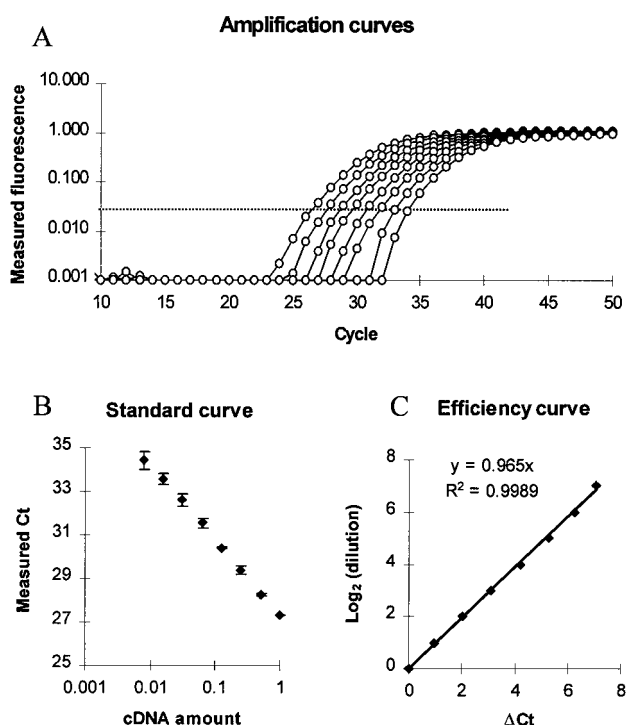 A
Amplification curves
Measured fluorescence
10.000
1.000
0.100
0.010
0.001
10 15 20 25 30 35 40 45 50
Cycle
B
Standard curve
Measured Ct
35
33
31
29
27
25
0.001 0.01 0.1 1
cDNA amount
C
Efficiency curve
y = 0.965x
R² = 0.9989
Log₂ (dilution)
8
6
4
2
0
0 2 4 6 8
ΔCt